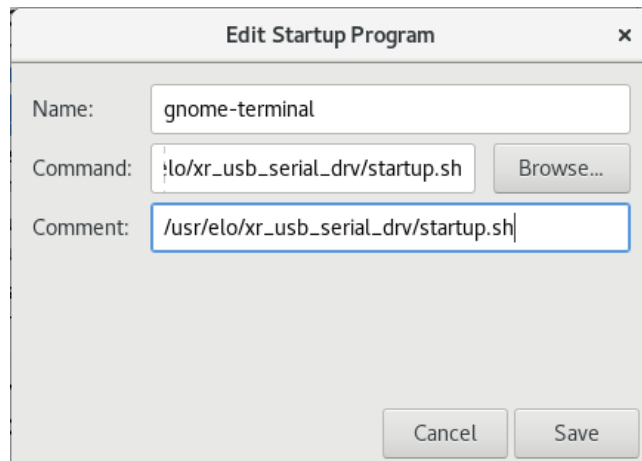 Edit Startup Program ×
Name: gnome-terminal
Command: elo/xr_usb_serial_drv/startup.sh Browse...
Comment: /usr/elo/xr_usb_serial_drv/startup.sh
Cancel Save